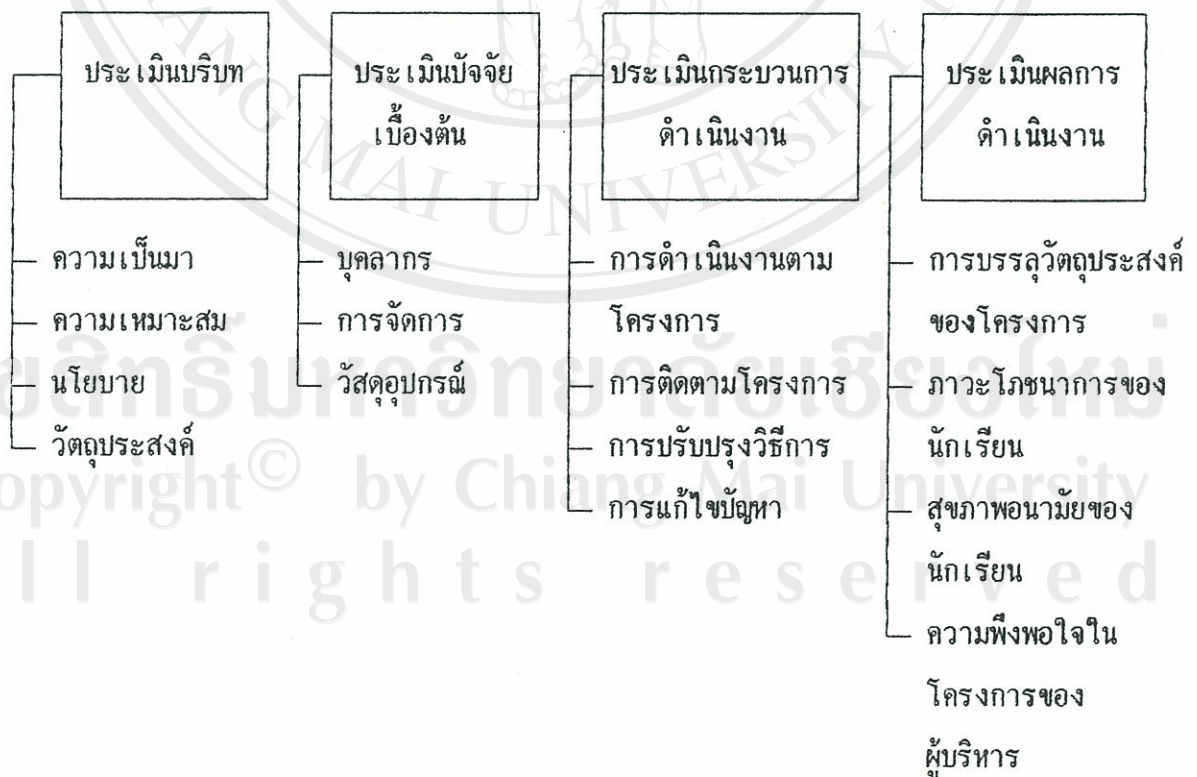 ประเมินบริบท
ความเป็นมา
ความเหมาะสม
นโยบาย
วัตถุประสงค์
ประเมินปัจจัย
เบื้องต้น
บุคลากร
การจัดการ
วัสดุอุปกรณ์
ประเมินกระบวนการ
ดำเนินงาน
การดำเนินงานตาม
โครงการ
การติดตามโครงการ
การปรับปรุงวิธีการ
การแก้ไขปัญหา
ประเมินผลการ
ดำเนินงาน
การบรรลุวัตถุประสงค์
ของโครงการ
ภาวะโภชนาการของ
นักเรียน
สุขภาพอนามัยของ
นักเรียน
ความพึงพอใจใน
โครงการของ
ผู้บริหาร
ANG MAI UNIVERSITY
ยสิทธิ์มหาวิทยาลัยเชียงใหม่
opyright© by Chiang Mai University
ll rights reserved